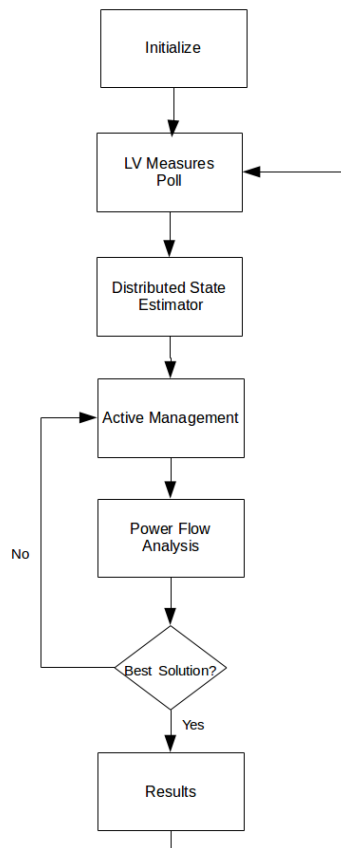 Initialize
LV Measures
Poll
Distributed State
Estimator
Active Management
Power Flow
Analysis
No
Best Solution?
Yes
Results